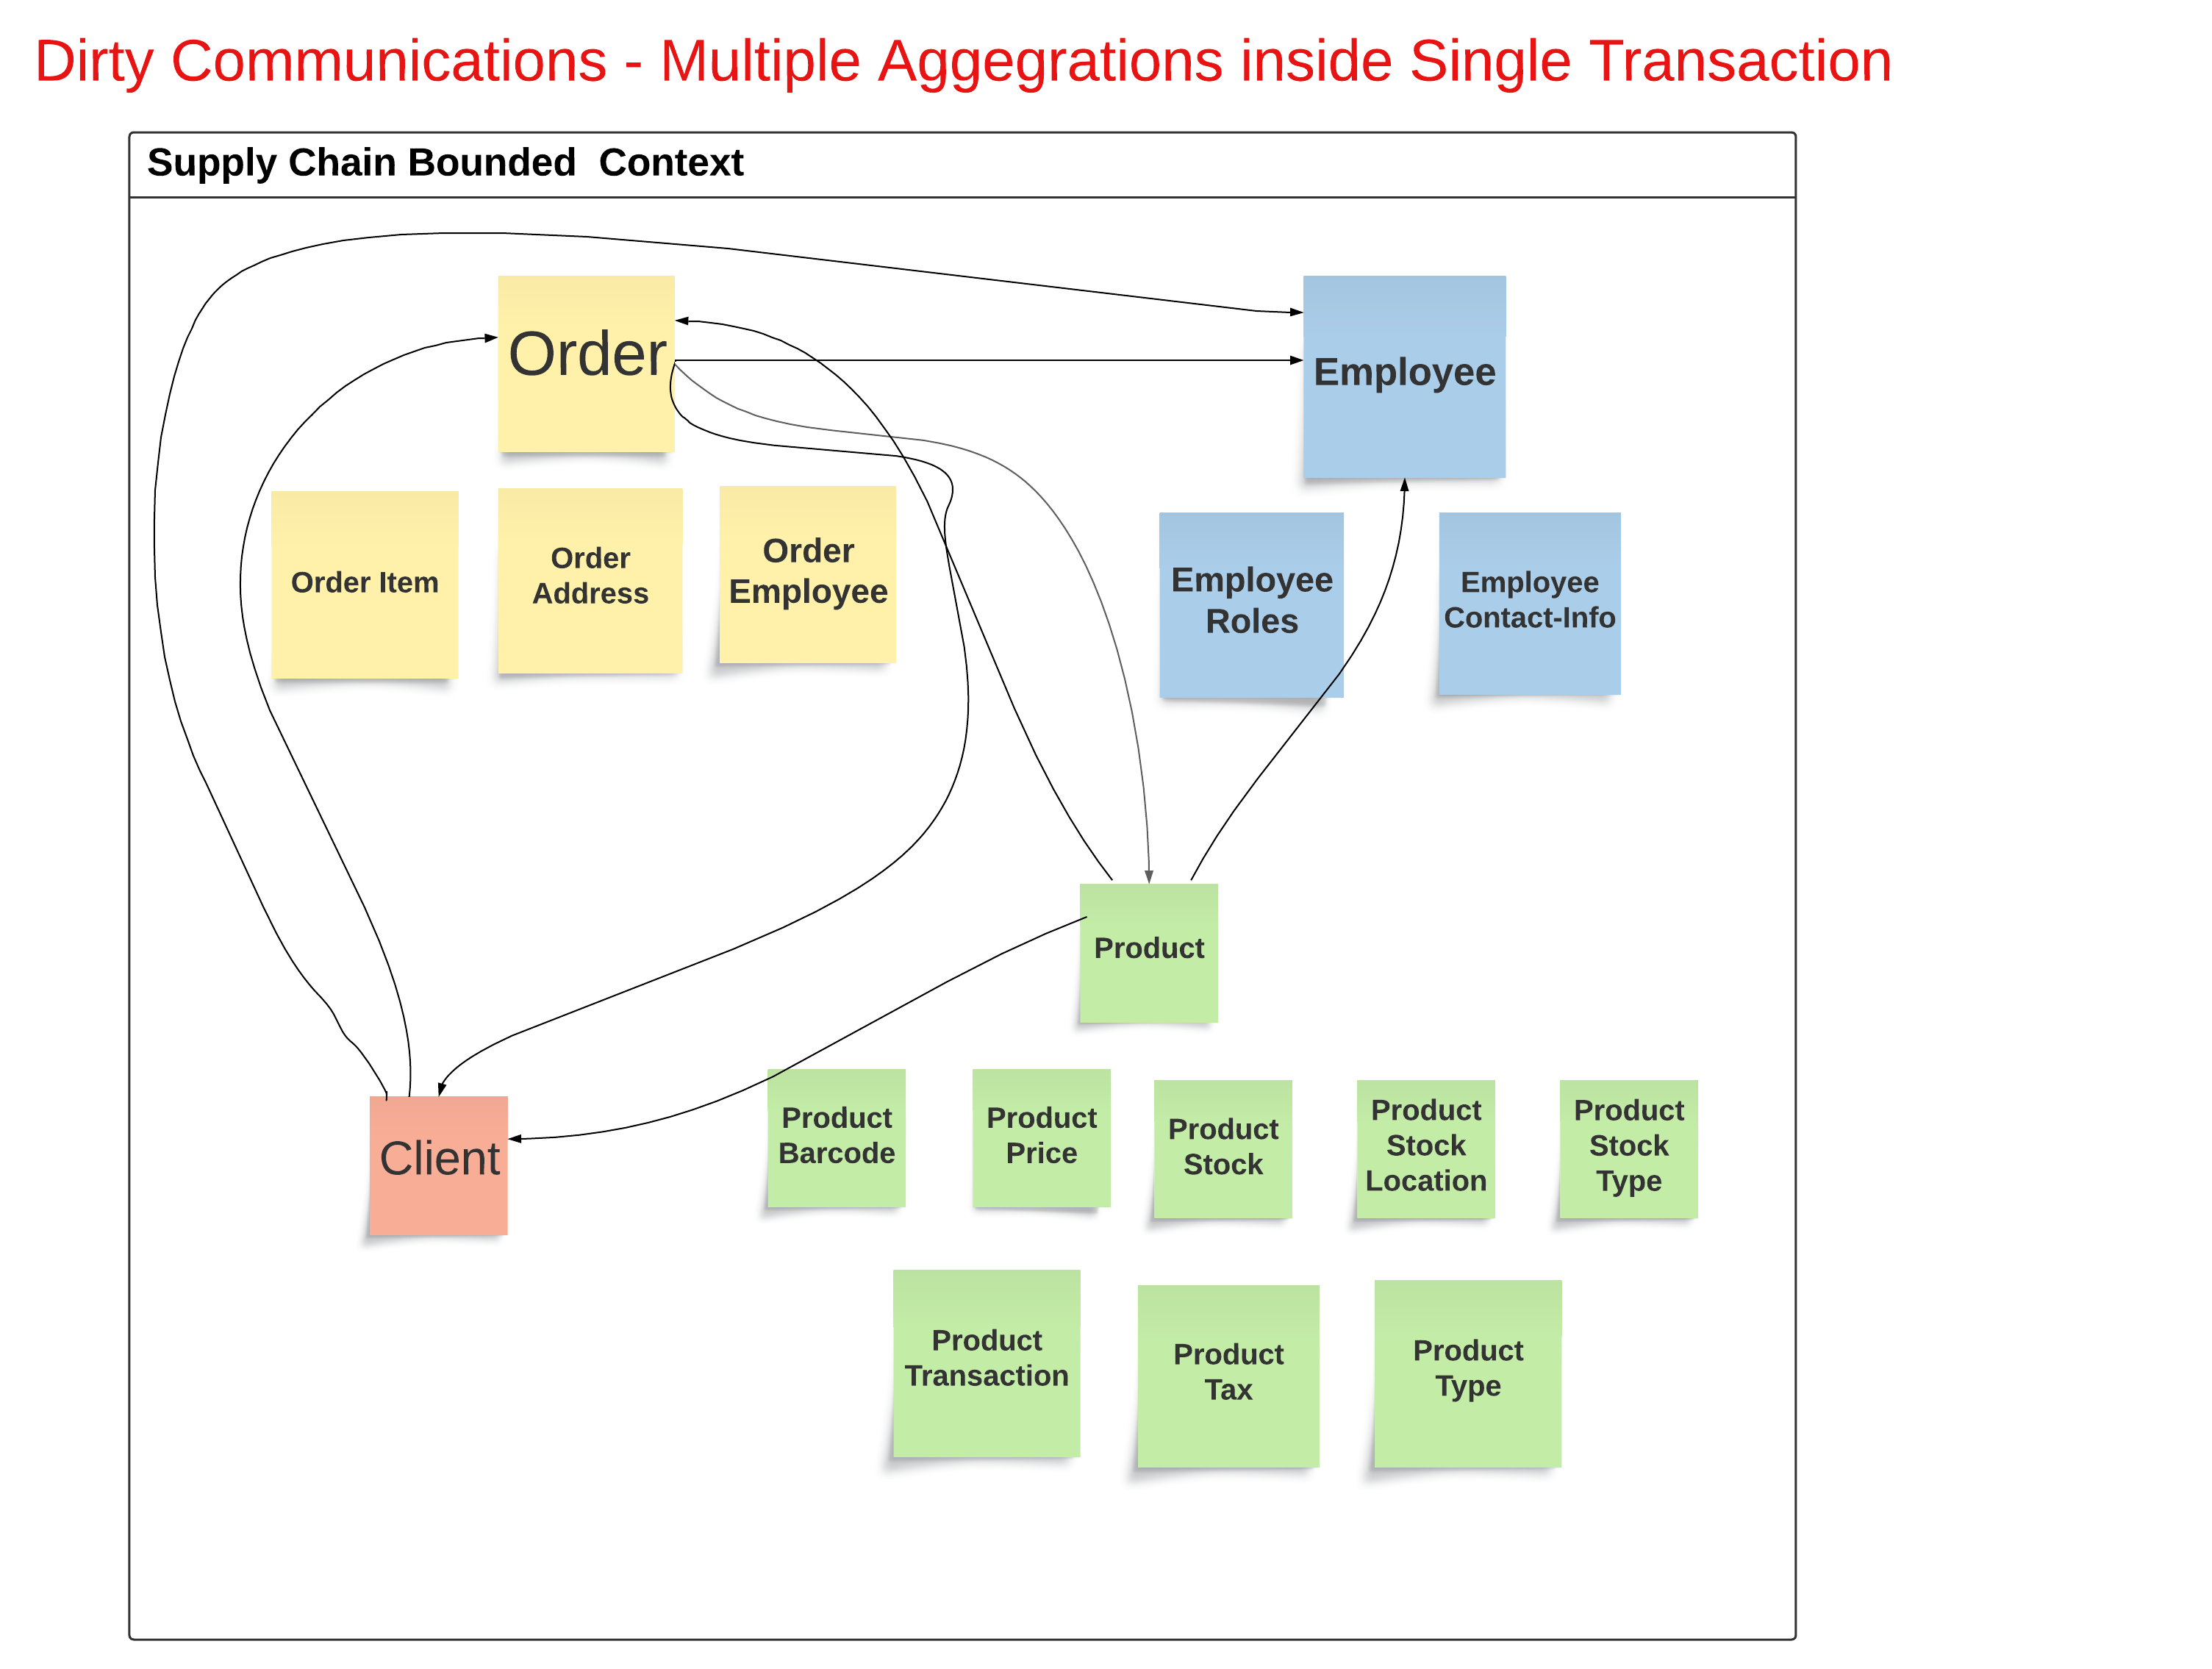 Dirty Communications - Multiple Aggegrations inside Single Transaction
Supply Chain Bounded  Context
Order
Employee
Order Item
Order
Address
Order
Employee
Employee
Roles
Employee
Contact-Info
Product
Client
Product
Barcode
Product
Price
Product
Stock
Product
Stock
Location
Product
Stock
Type
Product
Transaction
Product
Tax
Product
Type